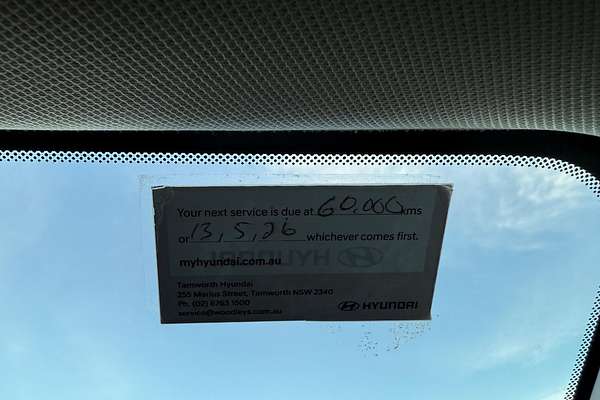 Your next service is due at 60,000 kms
or 13, 5, 26 whichever comes first.
myhyundai.com.au
Tamworth Hyundai
255 Marius Street, Tamworth NSW 2340
Ph. (02) 6763 1500
service@woodleys.com.au
HYUNDAI